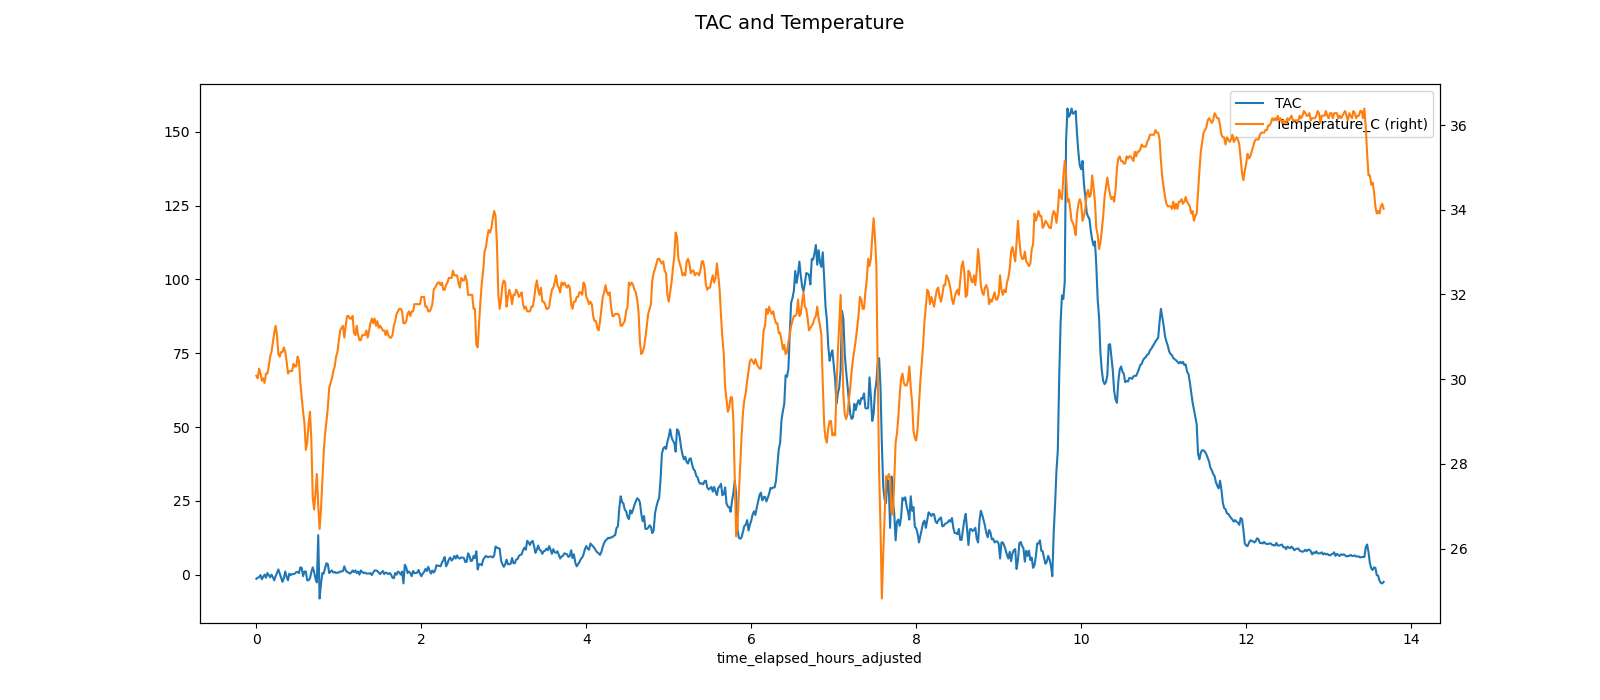 TAC and Temperature
TAC
Temperature_C (right)
150
125
100
75
50
25
0
36
34
32
30
28
26
0 2 4 6 8 10 12 14
time_elapsed_hours_adjusted